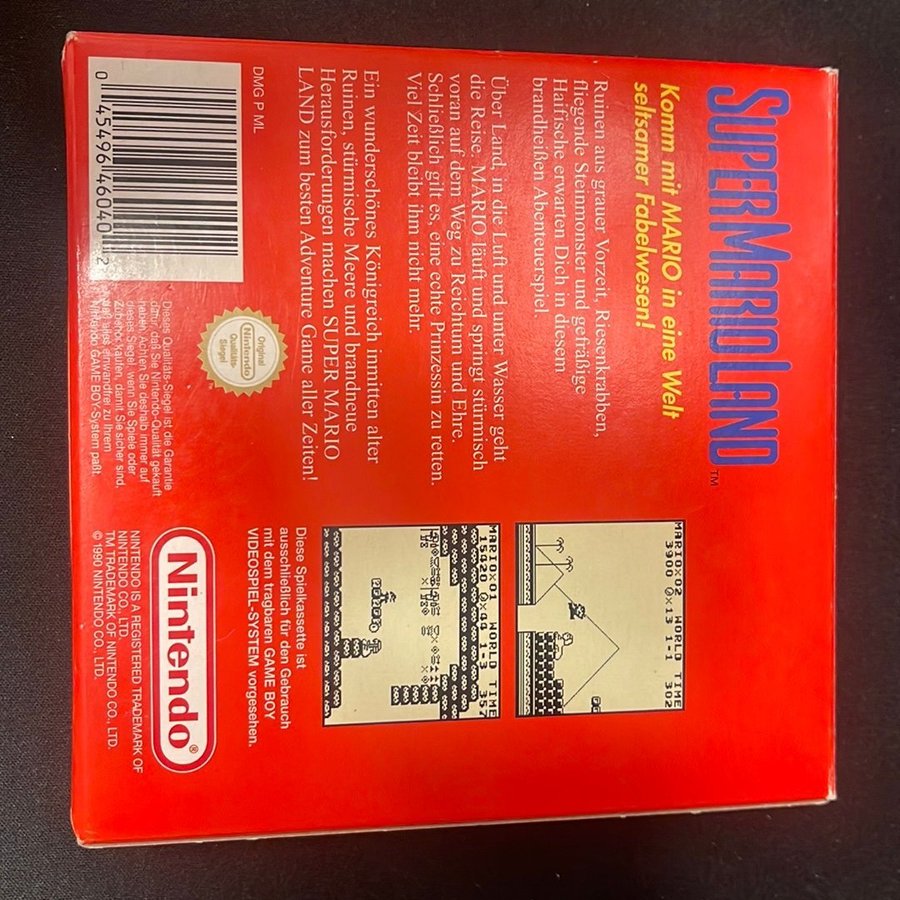 SUPER MARIO LAND™
Komm mit MARIO in eine Welt
seltsamer Fabelwesen!
Ruinen aus grauer Vorzeit, Riesenkrabben,
fliegende Steinmonster und gefräßige
Haifische erwarten Dich in diesem
brandheißen Abenteuerspiel.
Über Land, in die Luft und unter Wasser geht
die Reise. MARIO läuft und springt stürmisch
voran auf dem Weg zu Reichtum und Ehre.
Schließlich gilt es, eine echte Prinzessin zu retten.
Viel Zeit bleibt ihm nicht mehr.
Ein wunderschönes Königreich inmitten alter
Ruinen, stürmische Meere und brandneue
Herausforderungen machen SUPER MARIO
LAND zum besten Adventure Game aller Zeiten!
MARIO×02 WORLD TIME
3900 ×13 1-1 302
MARIO×01 WORLD TIME
15020 ×44 1-3 357
Diese Spielkassette ist
ausschließlich für den Gebrauch
mit dem tragbaren GAME BOY
VIDEOSPIEL-SYSTEM vorgesehen.
DMG P ML
0 45496 46040 2
Original
Nintendo
Qualitäts-
Siegel
Dieses Qualitäts-Siegel ist die Garantie
dafür, daß Sie Nintendo-Qualität gekauft
haben. Achten Sie deshalb immer auf
dieses Siegel, wenn Sie Spiele oder
Zubehör kaufen, damit Sie sicher sind,
daß alles einwandfrei zu Ihrem
Nintendo GAME BOY-System paßt.
Nintendo®
NINTENDO IS A REGISTERED TRADEMARK OF
NINTENDO CO., LTD.
TM TRADEMARK OF NINTENDO CO., LTD.
© 1990 NINTENDO CO., LTD.